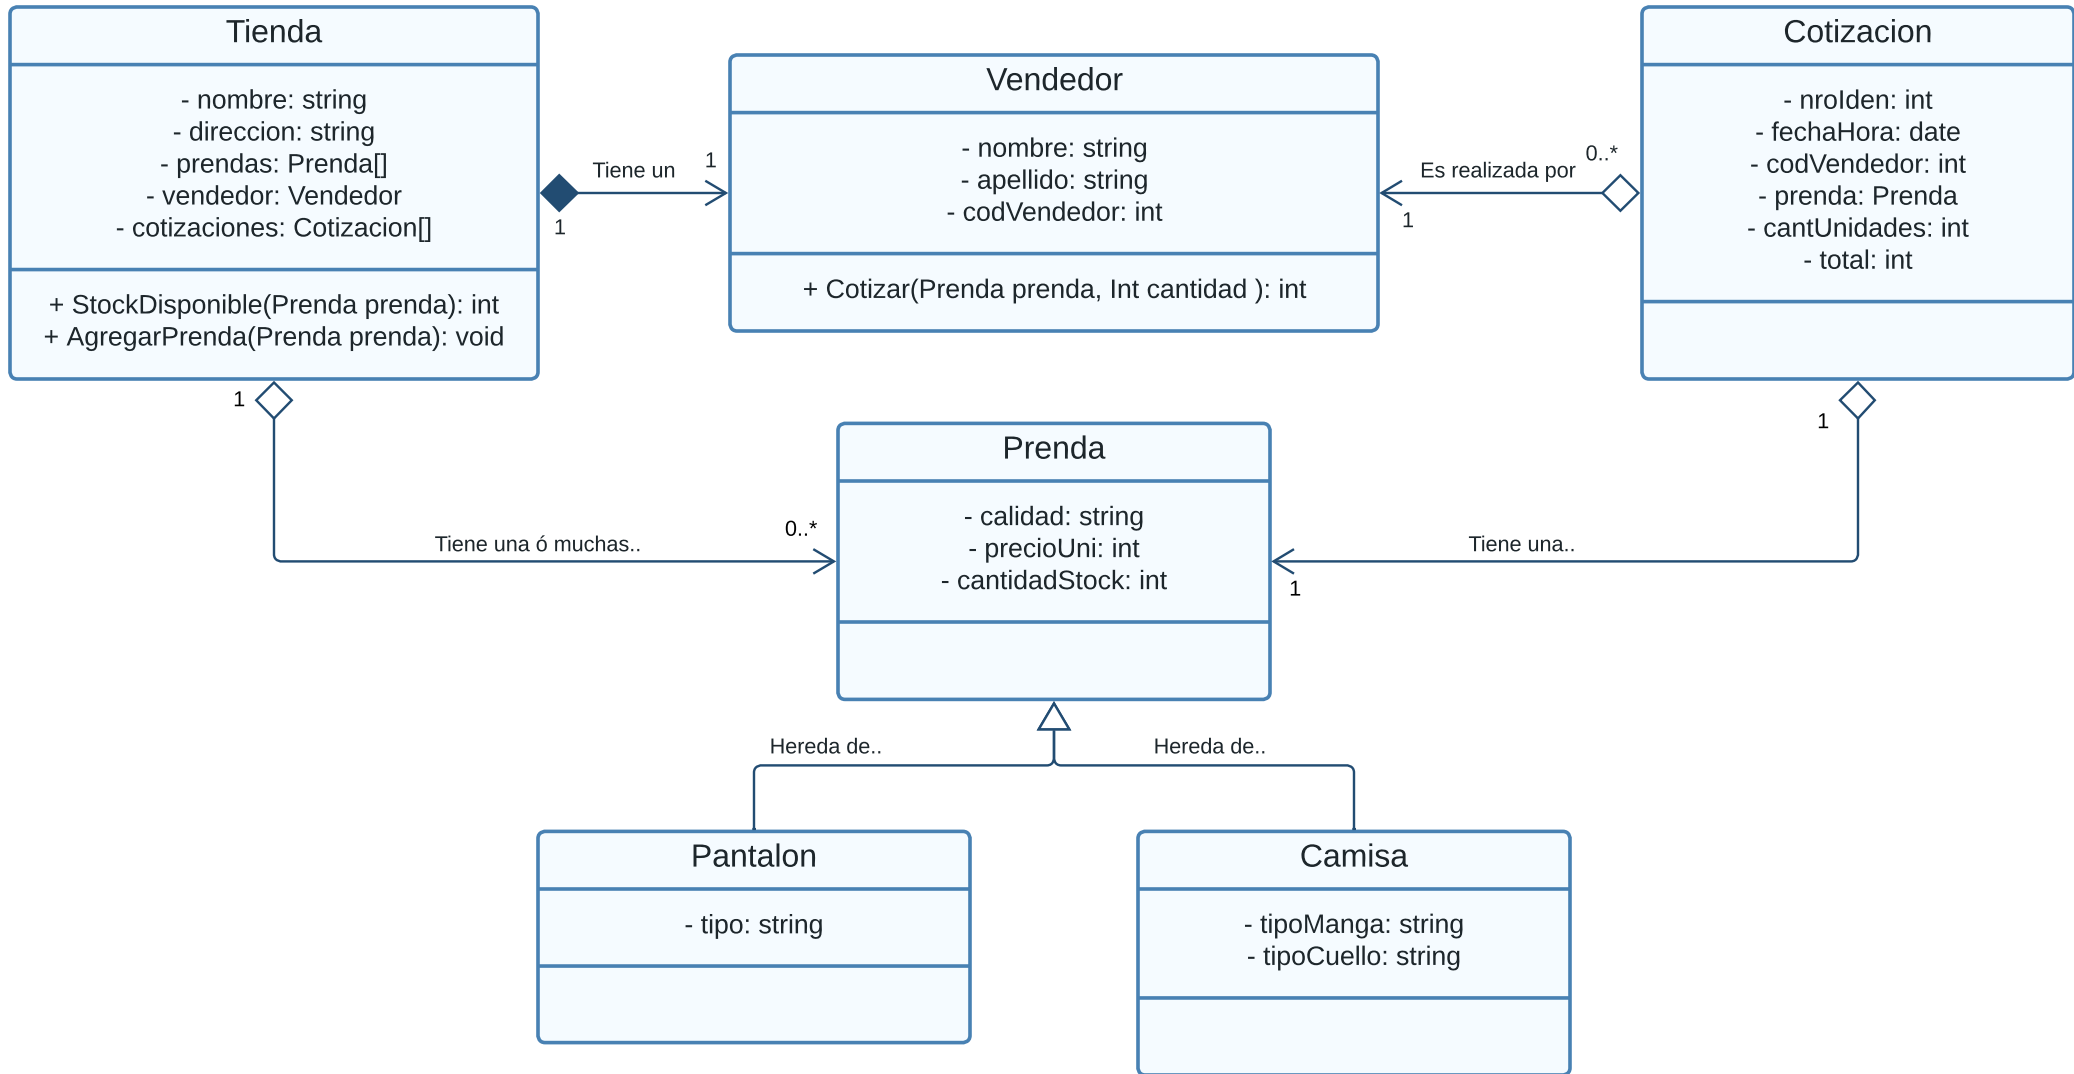 Tienda
- nombre: string
- direccion: string
- prendas: Prenda[]
- vendedor: Vendedor
- cotizaciones: Cotizacion[]
+ StockDisponible(Prenda prenda): int
+ AgregarPrenda(Prenda prenda): void
Tiene un
1
1
Vendedor
- nombre: string
- apellido: string
- codVendedor: int
+ Cotizar(Prenda prenda, Int cantidad ): int
Es realizada por
0..*
1
Cotizacion
- nroIden: int
- fechaHora: date
- codVendedor: int
- prenda: Prenda
- cantUnidades: int
- total: int
1
Tiene una ó muchas..
0..*
Prenda
- calidad: string
- precioUni: int
- cantidadStock: int
1
Tiene una..
1
Hereda de..
Hereda de..
Pantalon
- tipo: string
Camisa
- tipoManga: string
- tipoCuello: string